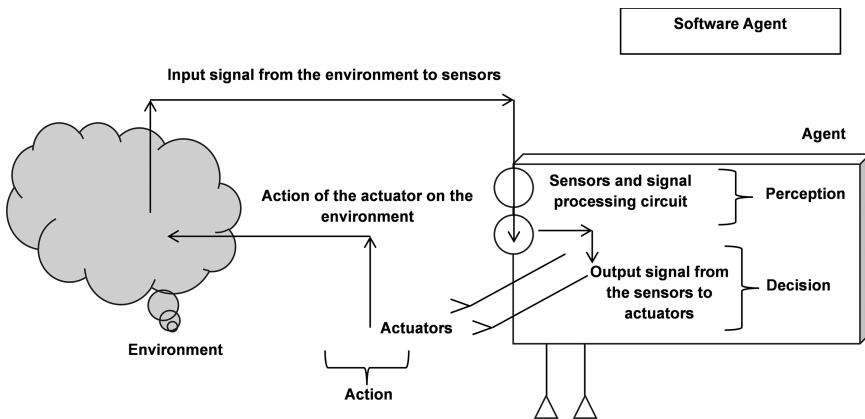 Software Agent
Input signal from the environment to sensors
Agent
Sensors and signal
processing circuit
Perception
Action of the actuator on the
environment
Output signal from
the sensors to
actuators
Decision
Actuators
Environment
Action